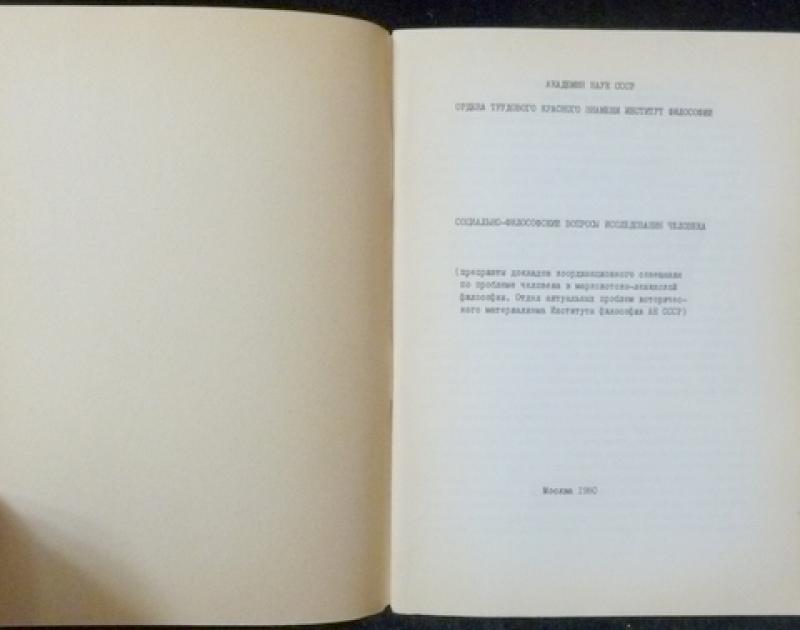 АКАДЕМИЯ НАУК СССР
ОРДЕНА ТРУДОВОГО КРАСНОГО ЗНАМЕНИ ИНСТИТУТ ФИЛОСОФИИ
СОЦИАЛЬНО-ФИЛОСОФСКИЕ ВОПРОСЫ ИССЛЕДОВАНИЯ ЧЕЛОВЕКА
(препринты докладов координационного совещания
по проблеме человека в марксистско-ленинской
философии. Отдел актуальных проблем историчес-
кого материализма Института философии АН СССР)
Москва 1980